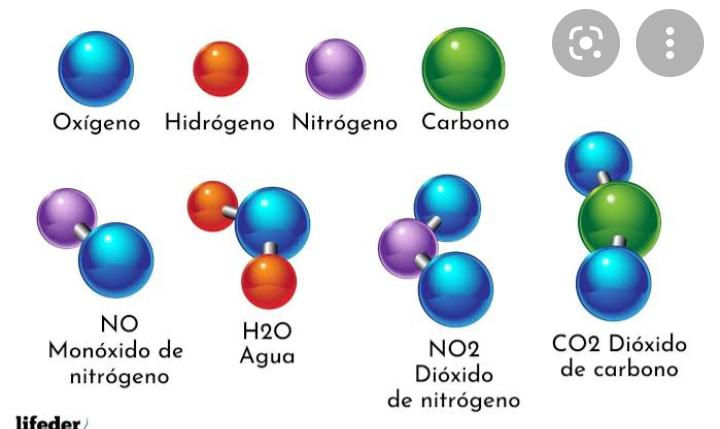 Oxígeno
Hidrógeno
Nitrógeno
Carbono
NO
Monóxido de
nitrógeno
H2O
Agua
NO2
Dióxido
de nitrógeno
CO2 Dióxido
de carbono
lifeder